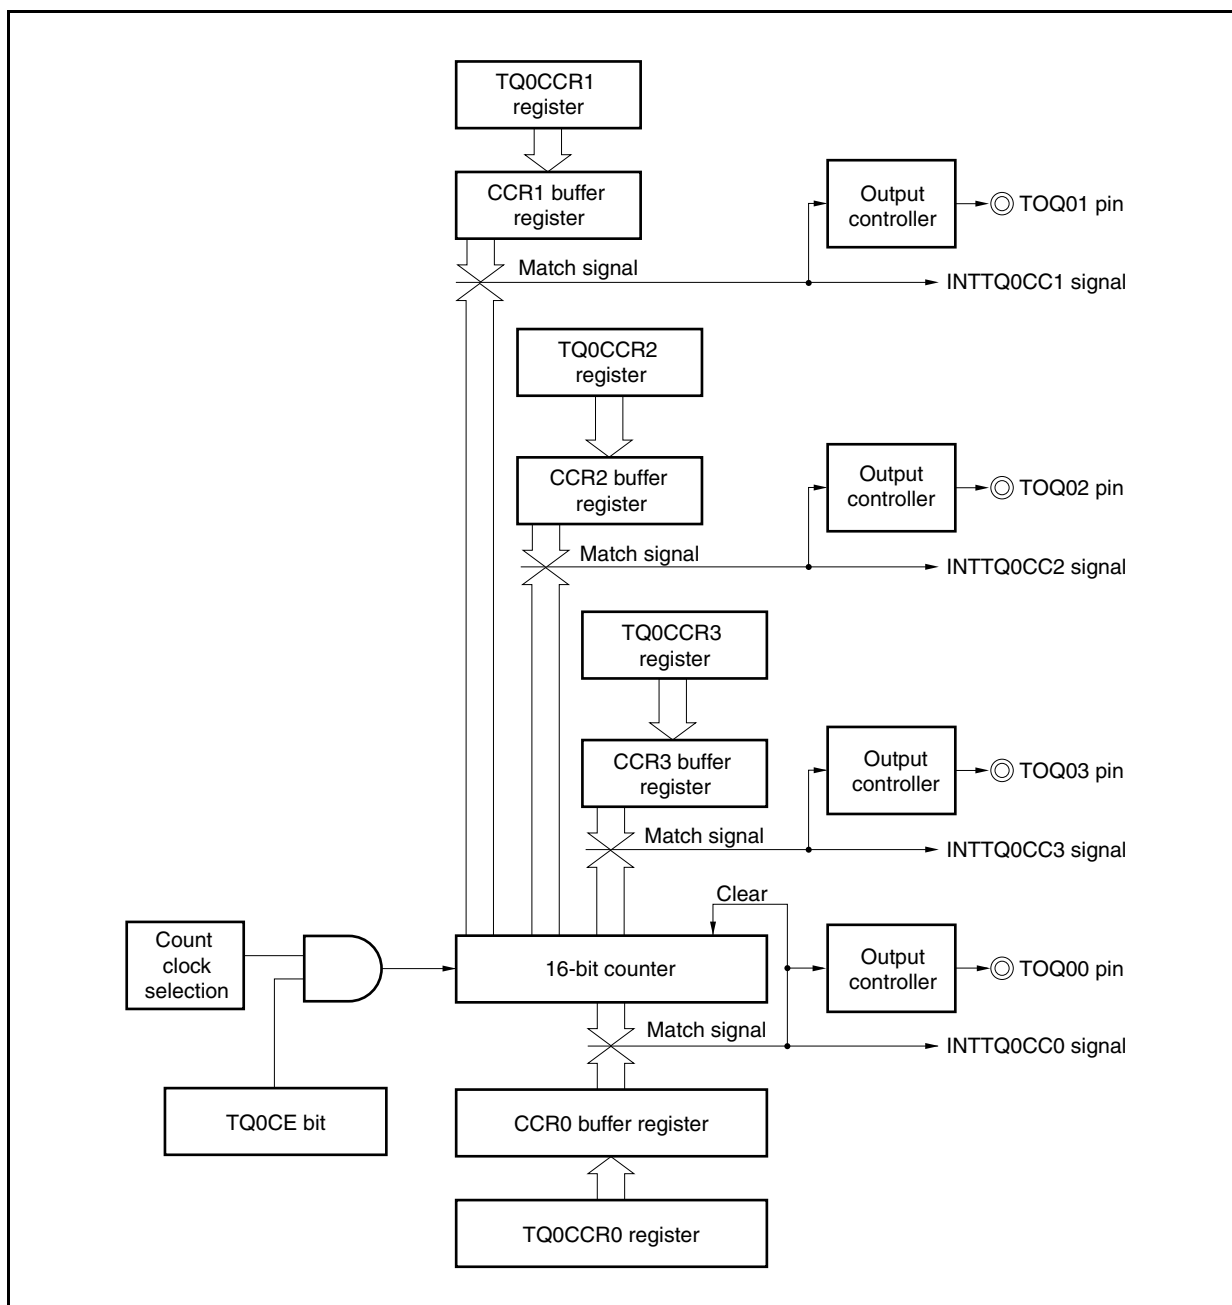 TQ0CCR1
register
CCR1 buffer
register
Output
controller
TOQ01 pin
Match signal
INTTQ0CC1 signal
TQ0CCR2
register
CCR2 buffer
register
Output
controller
TOQ02 pin
Match signal
INTTQ0CC2 signal
TQ0CCR3
register
CCR3 buffer
register
Output
controller
TOQ03 pin
Match signal
INTTQ0CC3 signal
Clear
Count
clock
selection
16-bit counter
Output
controller
TOQ00 pin
Match signal
INTTQ0CC0 signal
TQ0CE bit
CCR0 buffer register
TQ0CCR0 register